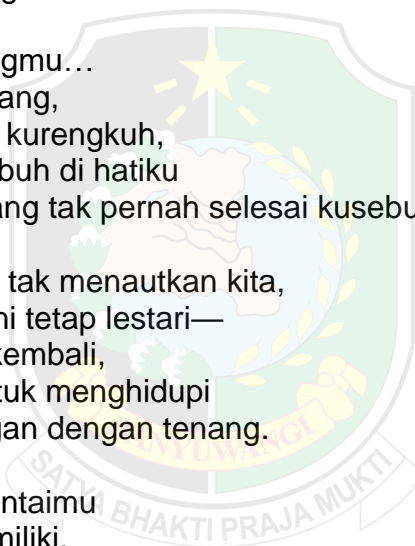 gmu…
ang,
kurengkuh,
buh di hatiku
ang tak pernah selesai kusebu
tak menautkan kita,
ni tetap lestari—
kembali,
tuk menghidupi
gan dengan tenang.
ntaimu
miliki.
BANYUWANGI
SATYA BHAKTI PRAJA MUKTI